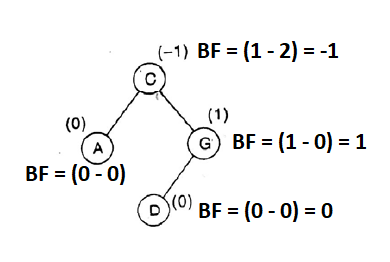 (-1) BF = (1 - 2) = -1
C
(0)
(1)
A
G
BF = (1 - 0) = 1
BF = (0 - 0)
D
(0) BF = (0 - 0) = 0